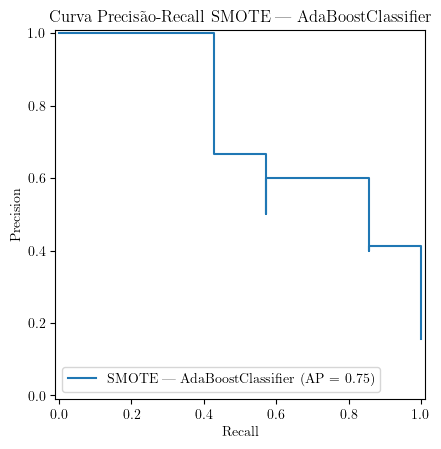 Curva Precisão-Recall SMOTE — AdaBoostClassifier
1.0
0.8
0.6
0.4
0.2
0.0
Precision
SMOTE — AdaBoostClassifier (AP = 0.75)
0.0 0.2 0.4 0.6 0.8 1.0
Recall